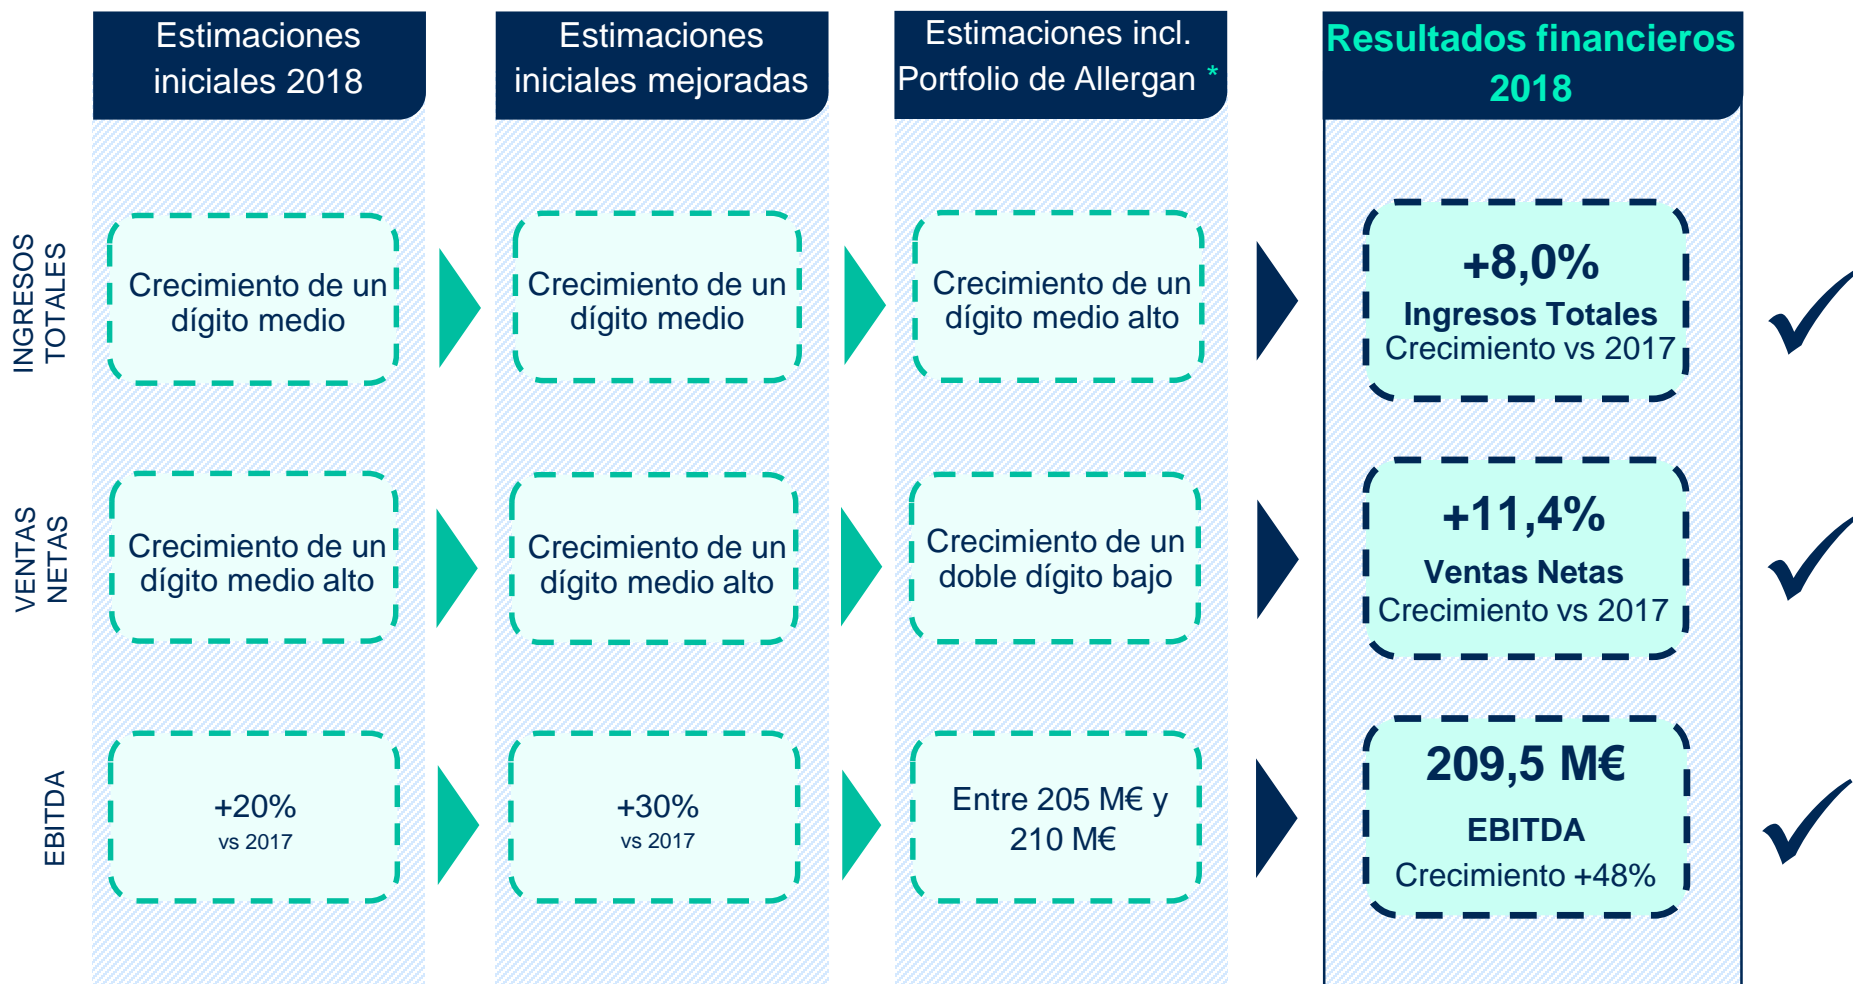 Estimaciones
iniciales 2018
Estimaciones
iniciales mejoradas
Estimaciones incl.
Portfolio de Allergan *
Resultados financieros
2018
INGRESOS
TOTALES
Crecimiento de un
dígito medio
Crecimiento de un
dígito medio
Crecimiento de un
dígito medio alto
+8,0%
Ingresos Totales
Crecimiento vs 2017
VENTAS
NETAS
Crecimiento de un
dígito medio alto
Crecimiento de un
dígito medio alto
Crecimiento de un
doble dígito bajo
+11,4%
Ventas Netas
Crecimiento vs 2017
EBITDA
+20%
vs 2017
+30%
vs 2017
Entre 205 M€ y
210 M€
209,5 M€
EBITDA
Crecimiento +48%